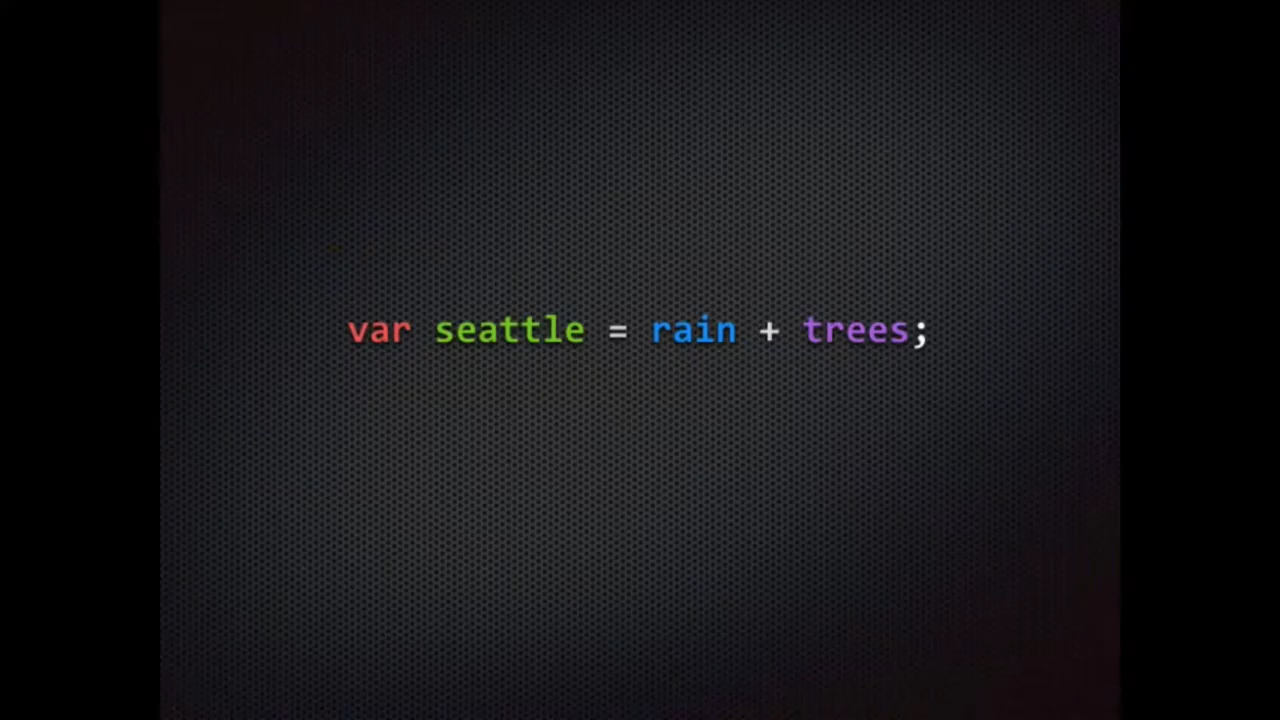 var seattle = rain + trees;